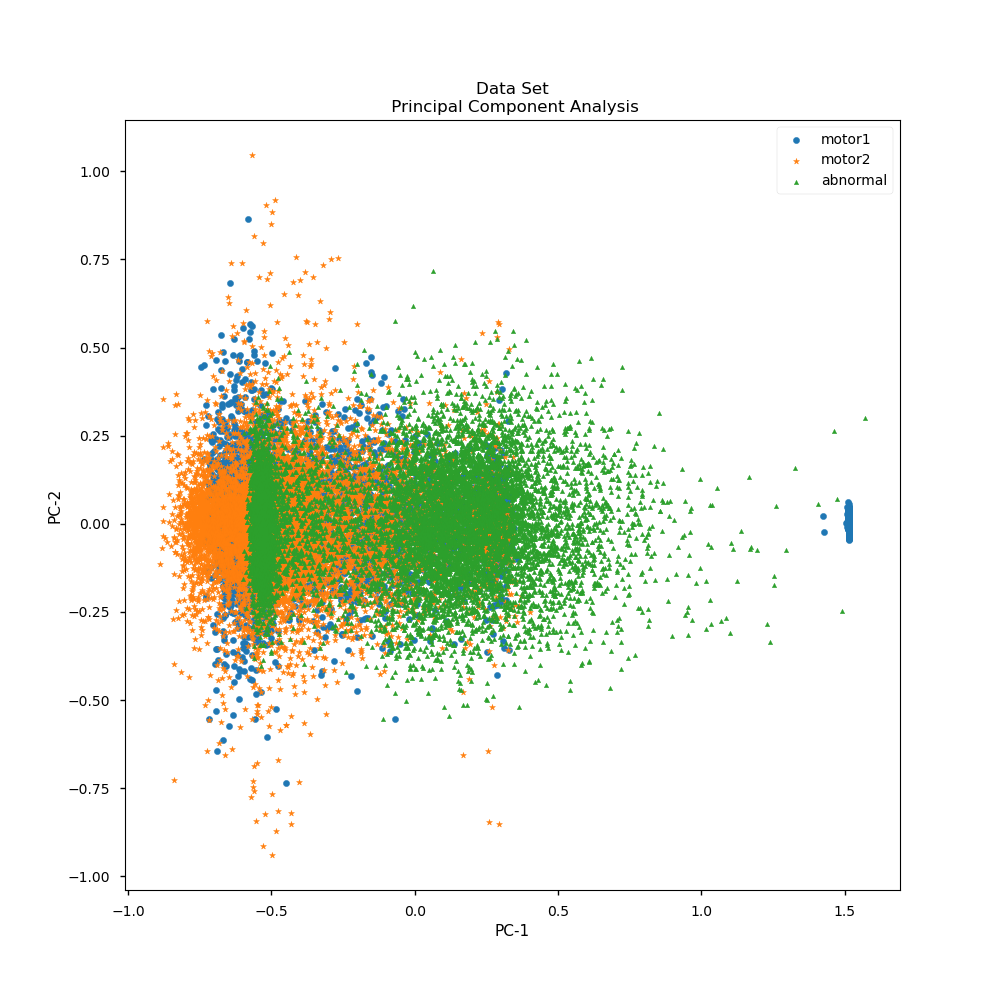 Data Set
Principal Component Analysis
motor1
motor2
abnormal
1.00
0.75
0.50
0.25
0.00
−0.25
−0.50
−0.75
−1.00
PC-2
−1.0
−0.5
0.0
0.5
1.0
1.5
PC-1